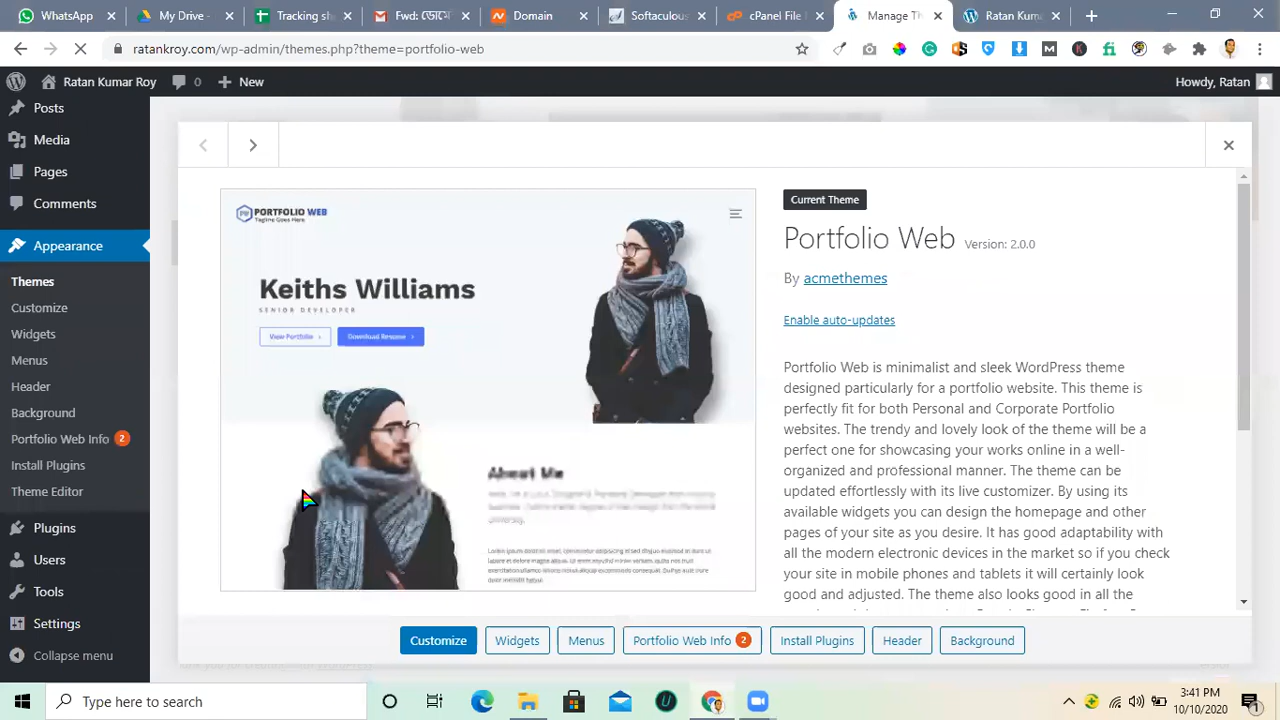 My Drive
Tracking s
Domain
Softaculou
Manage T
Ratan Kum
ratankroy.com/wp-admin/themes.php?theme=portfolio-web
Ratan Kumar Roy
0
New
Howdy, Ratan
Posts
Media
Pages
Comments
Appearance
Themes
Customize
Widgets
Menus
Header
Background
Portfolio Web Info 2
Install Plugins
Theme Editor
Plugins
Users
Tools
Settings
Collapse menu
PORTFOLIO WEB
Tagline Goes Here
Keiths Williams
SENIOR DEVELOPER
View Portfolio
Download Resume
About Me
Current Theme
Portfolio Web Version: 2.0.0
By acmethemes
Enable auto-updates
Portfolio Web is minimalist and sleek WordPress theme
designed particularly for a portfolio website. This theme is
perfectly fit for both Personal and Corporate Portfolio
websites. The trendy and lovely look of the theme will be a
perfect one for showcasing your works online in a well-
organized and professional manner. The theme can be
updated effortlessly with its live customizer. By using its
available widgets you can design the homepage and other
pages of your site as you desire. It has good adaptability with
all the modern electronic devices in the market so if you check
your site in mobile phones and tablets it will certainly look
good and adjusted. The theme also looks good in all the
Customize
Widgets
Menus
Portfolio Web Info 2
Install Plugins
Header
Background
Type here to search
3:41 PM
10/10/2020